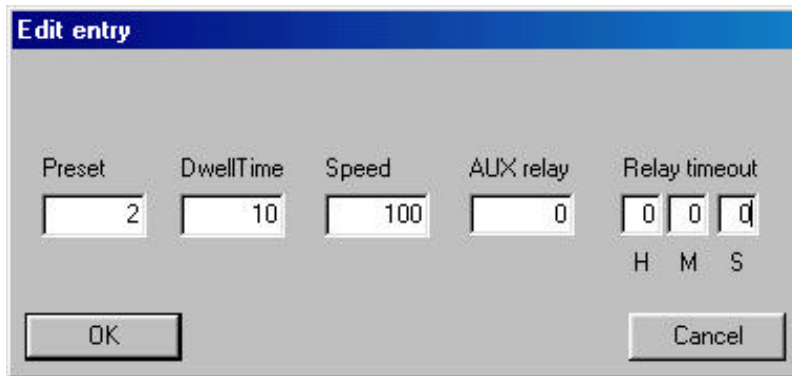 Edit entry
Preset DwellTime Speed AUX relay Relay timeout
2 10 100 0 0 0 0
H M S
OK Cancel